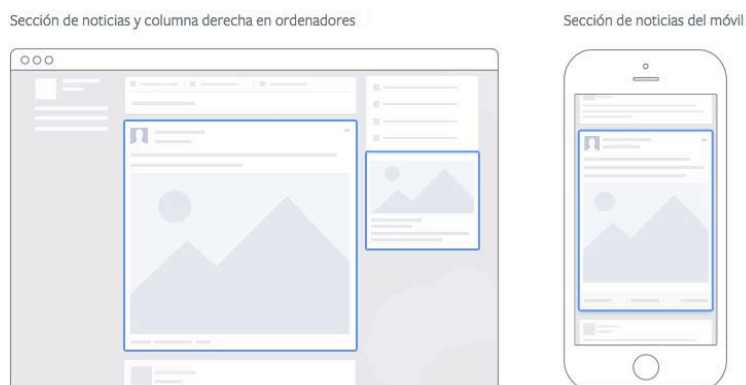 Sección de noticias y columna derecha en ordenadores
Sección de noticias del móvil